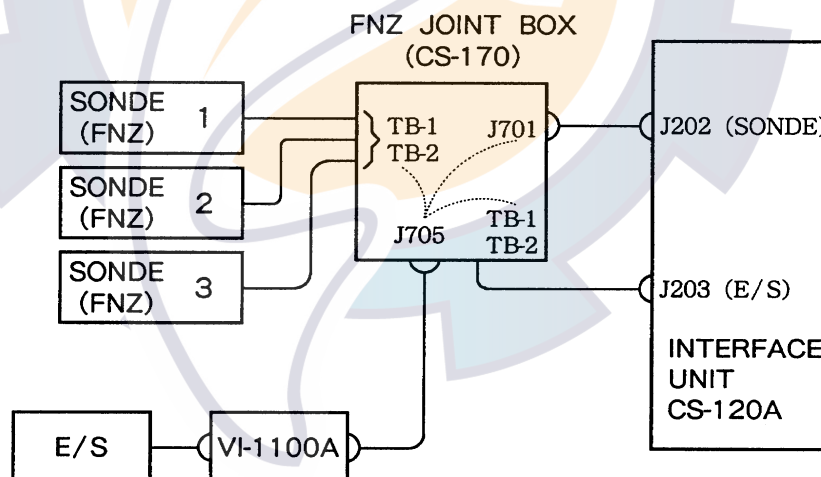 FNZ JOINT BOX
(CS-170)
SONDE
(FNZ)
1
SONDE
(FNZ)
2
SONDE
(FNZ)
3
TB-1
TB-2
J701
J705
TB-1
TB-2
J202 (SONDE)
J203 (E/S)
INTERFACE
UNIT
CS-120A
E/S
VI-1100A